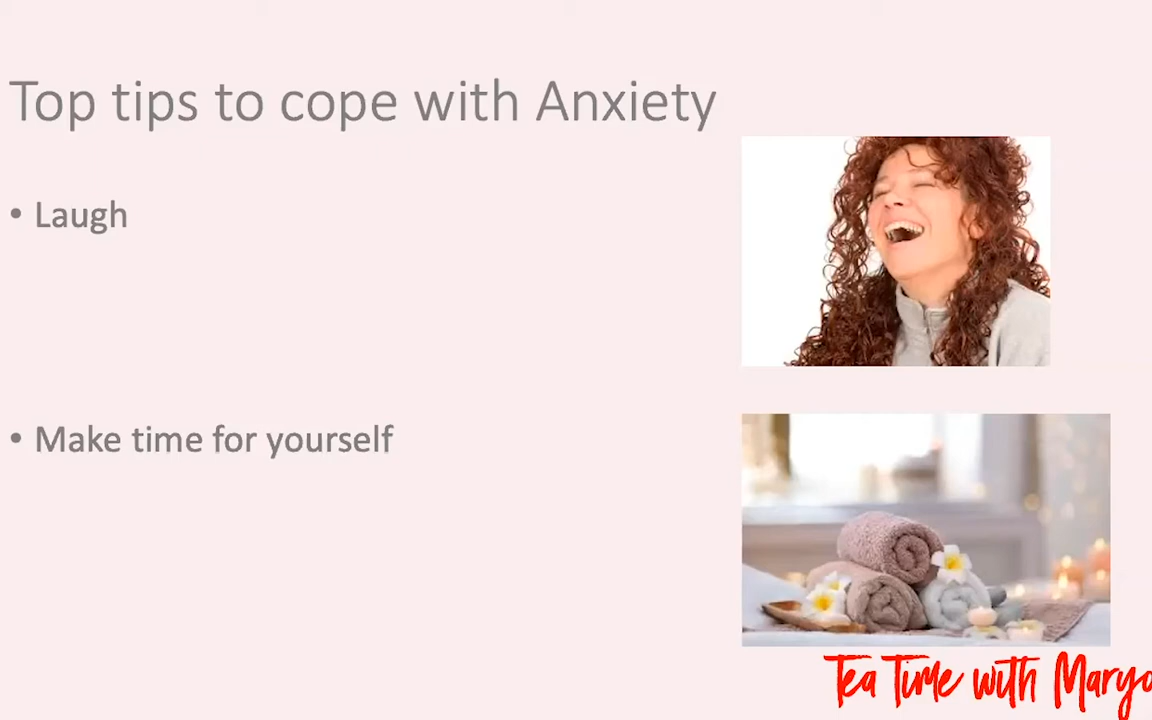 Top tips to cope with Anxiety
• Laugh
• Make time for yourself
Tea Time with